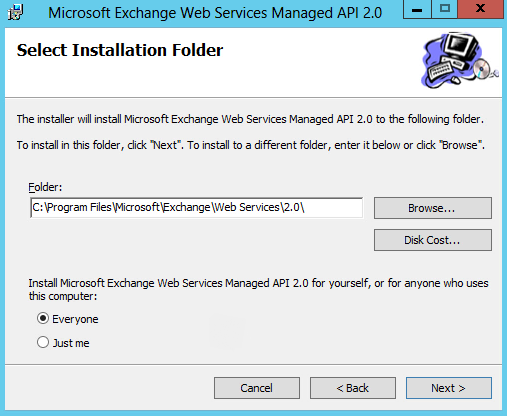 Microsoft Exchange Web Services Managed API 2.0
Select Installation Folder
The installer will install Microsoft Exchange Web Services Managed API 2.0 to the following folder.
To install in this folder, click "Next". To install to a different folder, enter it below or click "Browse".
Folder:
C:\Program Files\Microsoft\Exchange\Web Services\2.0\
Browse...
Disk Cost...
Install Microsoft Exchange Web Services Managed API 2.0 for yourself, or for anyone who uses
this computer:
Everyone
Just me
Cancel
< Back
Next >